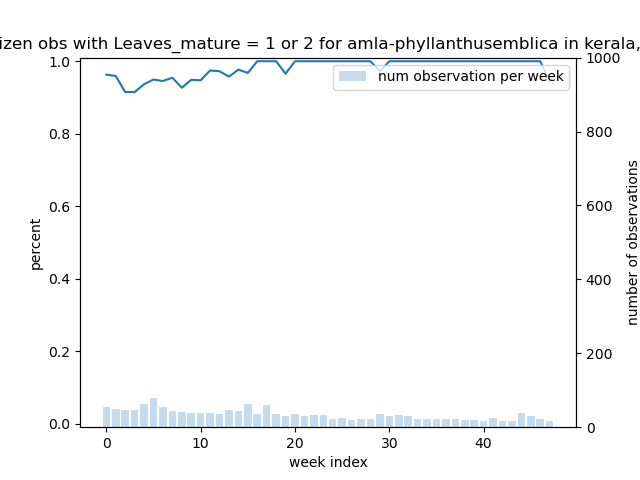 izen obs with Leaves_mature = 1 or 2 for amla-phyllanthusemblica in kerala,
num observation per week
percent
1.0
0.8
0.6
0.4
0.2
0.0
1000
800
600
400
200
0
number of observations
0 10 20 30 40
week index